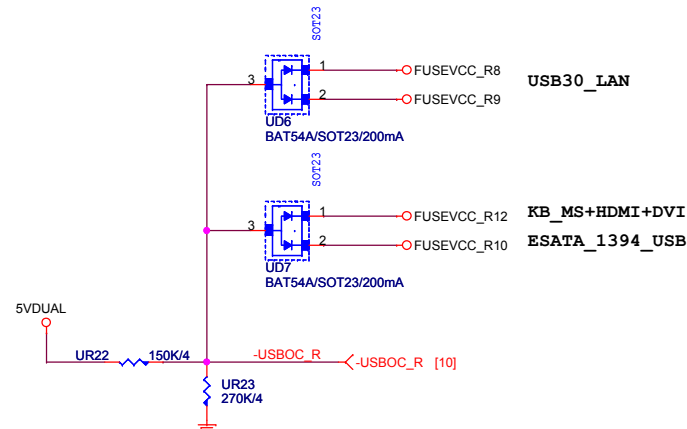 SOT23
1
FUSEVCC_R8
USB30_LAN
3
2
FUSEVCC_R9
UD6
BAT54A/SOT23/200mA
SOT23
1
FUSEVCC_R12
KB_MS+HDMI+DVI
3
2
FUSEVCC_R10
ESATA_1394_USB
UD7
BAT54A/SOT23/200mA
5VDUAL
UR22
150K/4
-USBOC_R
-USBOC_R [10]
UR23
270K/4